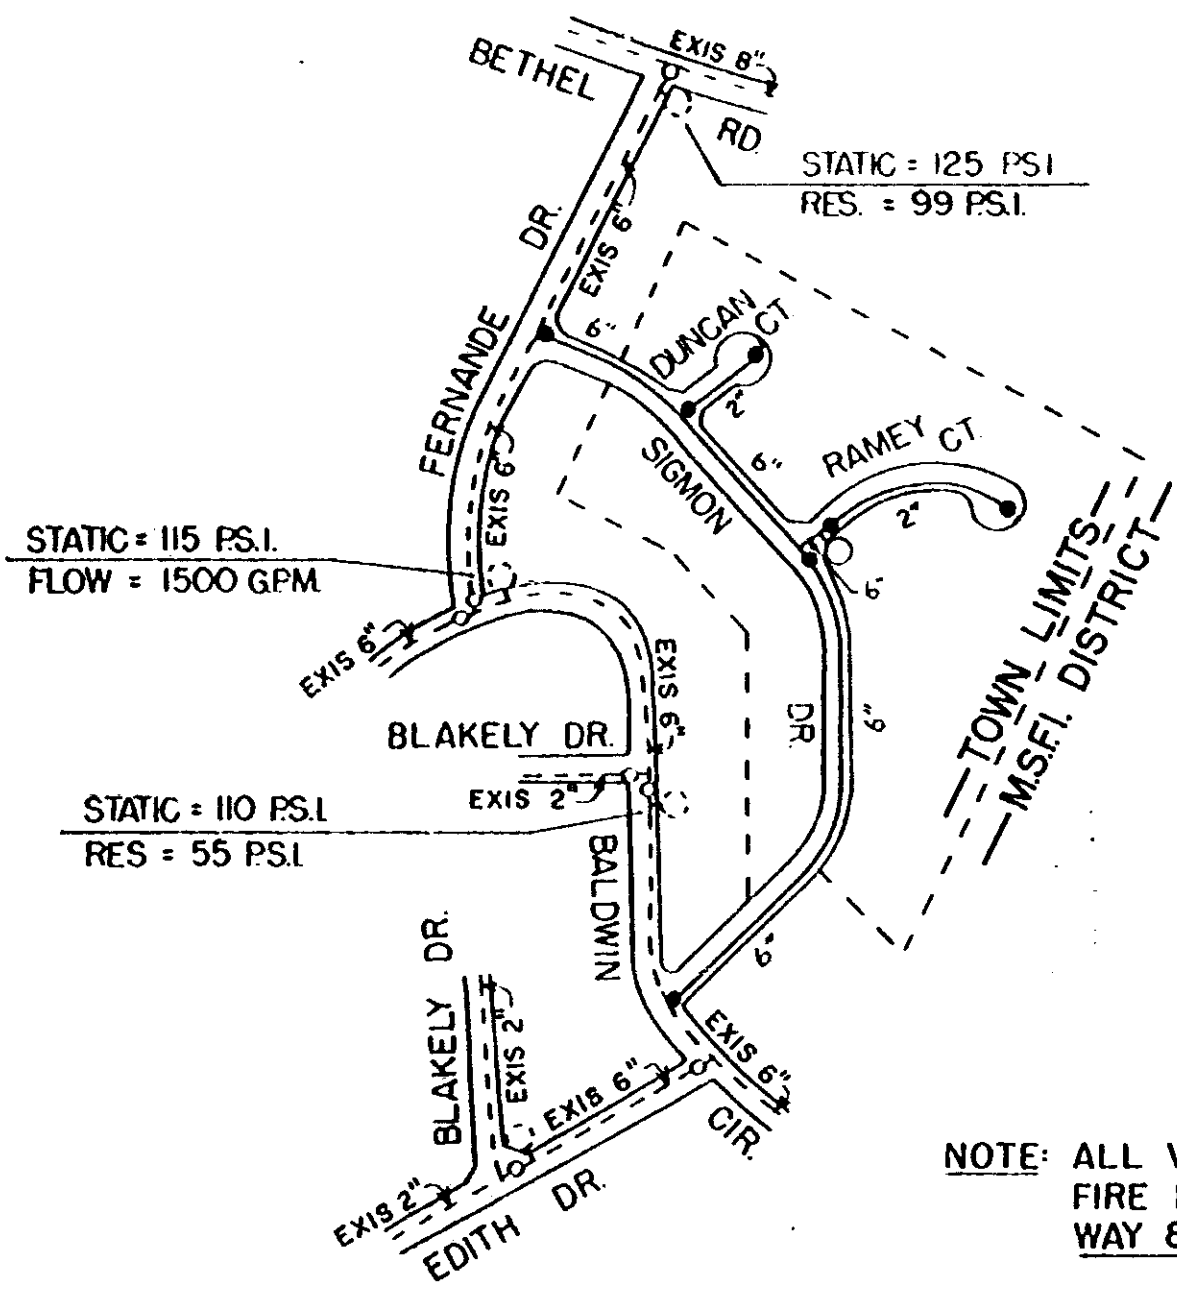 EXIS 8"
BETHEL
RD.
STATIC = 125 PSI
RES. = 99 P.S.I.
DR.
EXIS 6"
FERNANDE
6"
DUNCAN
CT.
2"
SIGMON
6"
RAMEY CT.
2"
EXIS 6"
STATIC = 115 P.S.I.
FLOW = 1500 G.P.M.
6"
EXIS 6"
EXIS 6"
TOWN LIMITS
M.S.F.I. DISTRICT
DR.
6"
BLAKELY DR.
EXIS 2"
STATIC = 110 P.S.I.
RES = 55 P.S.I.
BALDWIN
6"
BLAKELY DR.
EXIS 2"
EXIS 6"
EXIS 6"
CIR.
EXIS 2"
EDITH DR.
NOTE: ALL
FIRE
WAY 8